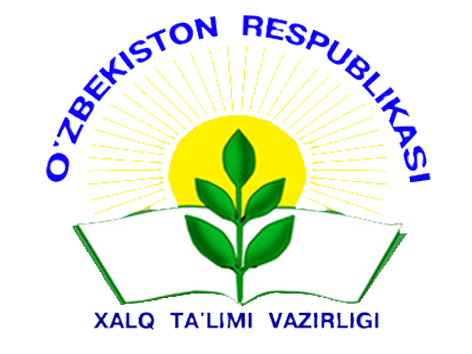 O'ZBEKISTON RESPUBLIKASI
XALQ TA'LIMI VAZIRLIGI